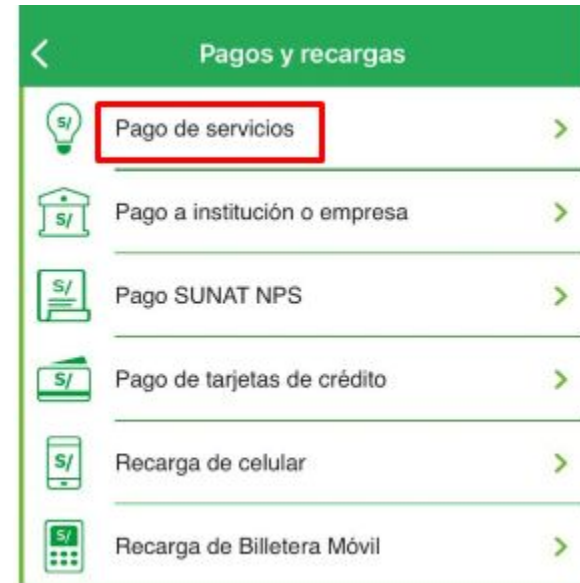 Pagos y recargas
S/ Pago de servicios
S/ Pago a institución o empresa
S/ Pago SUNAT NPS
S/ Pago de tarjetas de crédito
S/ Recarga de celular
S/ Recarga de Billetera Móvil